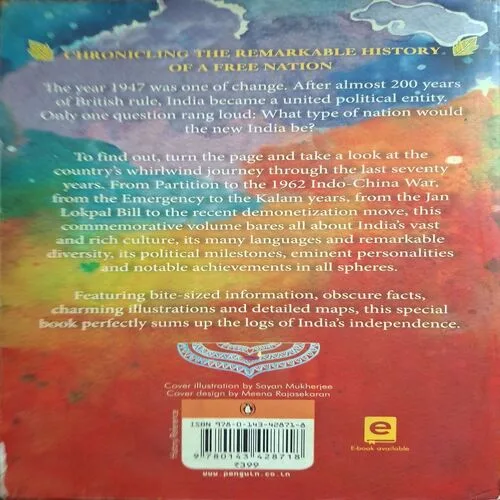 CHRONICLING THE REMARKABLE HISTORY
OF A FREE NATION
The year 1947 was one of change. After almost 200 years
of British rule, India became a united political entity.
Only one question rang loud: What type of nation would
the new India be?
To find out, turn the page and take a look at the
country's whirlwind journey through the last seventy
years. From Partition to the 1962 Indo-China War,
from the Emergency to the Kalam years, from the Jan
Lokpal Bill to the recent demonetization move, this
commemorative volume bares all about India's vast
and rich culture, its many languages and remarkable
diversity, its political milestones, eminent personalities
and notable achievements in all spheres.
Featuring bite-sized information, obscure facts,
charming illustrations and detailed maps, this special
book perfectly sums up the logs of India's independence.
Cover illustration by Sayan Mukherjee
Cover design by Meena Rajasekaran
History/Reference
ISBN 978-0-143-42871-8
9 780143 428718
₹399
www.penguin.co.in
e
E-book available